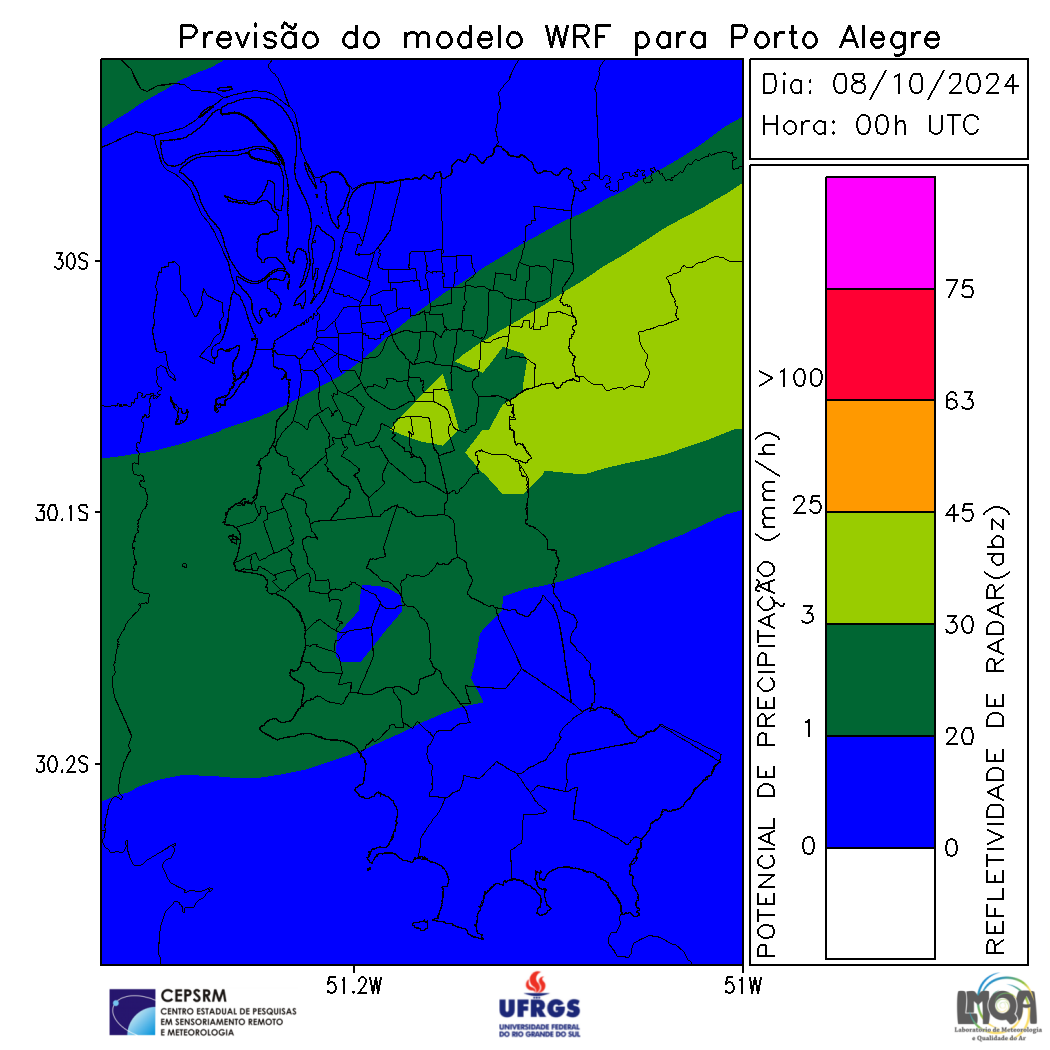 Previsão do modelo WRF para Porto Alegre
Dia: 08/10/2024
Hora: 00h UTC
30S
30.1S
30.2S
51.2W
51W
POTENCIAL DE PRECIPITAÇÃO (mm/h)
>100
25
3
1
0
75
63
45
30
20
0
REFLETIVIDADE DE RADAR(dbz)
CEPSRM
CENTRO ESTADUAL DE PESQUISAS
EM SENSORIAMENTO REMOTO
E METEOROLOGIA
UFRGS
UNIVERSIDADE FEDERAL
DO RIO GRANDE DO SUL
LMQA
Laboratório de Meteorologia
e Qualidade do Ar